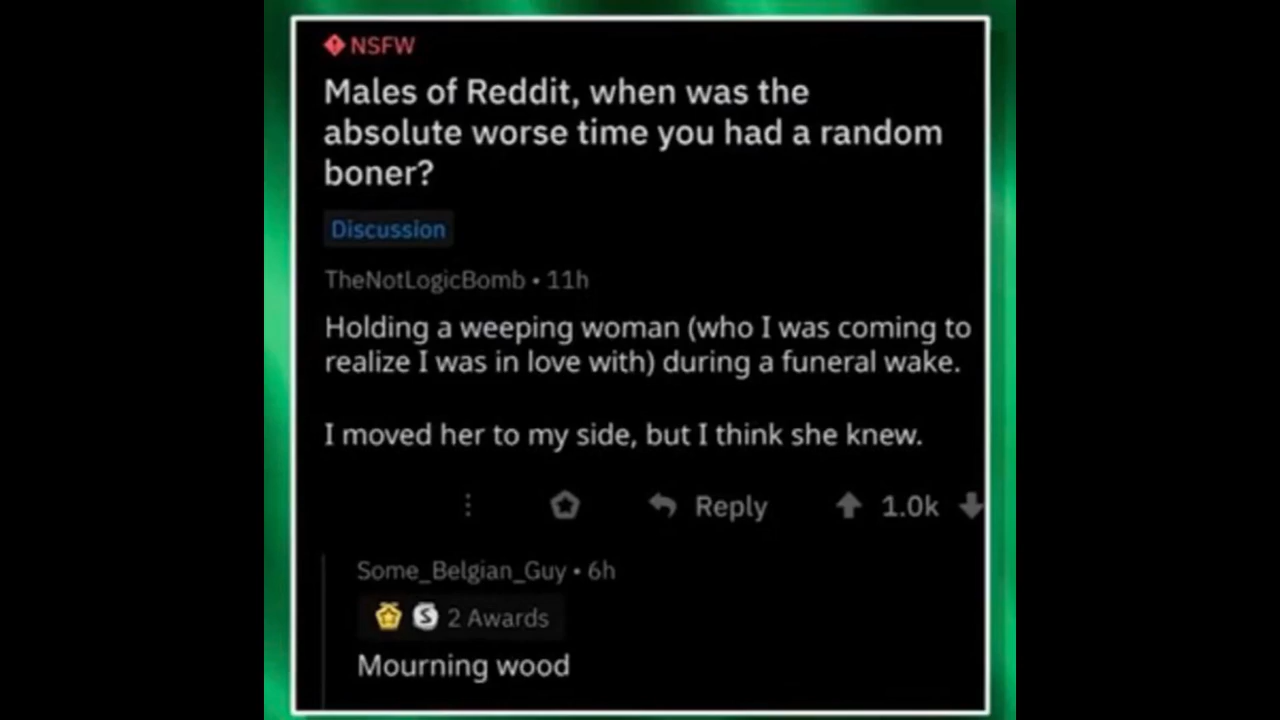 NSFW
Males of Reddit, when was the
absolute worse time you had a random
boner?
Discussion
TheNotLogicBomb • 11h
Holding a weeping woman (who I was coming to
realize I was in love with) during a funeral wake.
I moved her to my side, but I think she knew.
Reply 1.0k
Some_Belgian_Guy • 6h
S 2 Awards
Mourning wood